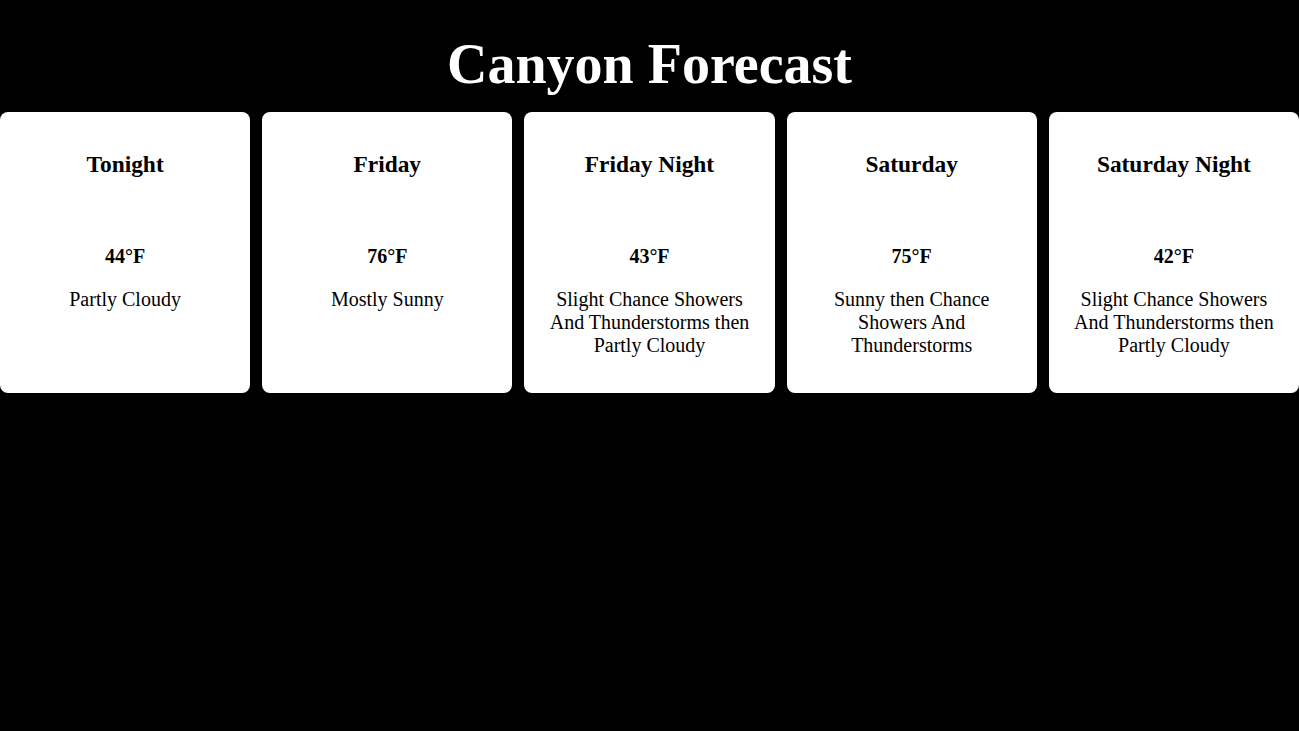 Canyon Forecast
Tonight
44°F
Partly Cloudy
Friday
76°F
Mostly Sunny
Friday Night
43°F
Slight Chance Showers
And Thunderstorms then
Partly Cloudy
Saturday
75°F
Sunny then Chance
Showers And
Thunderstorms
Saturday Night
42°F
Slight Chance Showers
And Thunderstorms then
Partly Cloudy